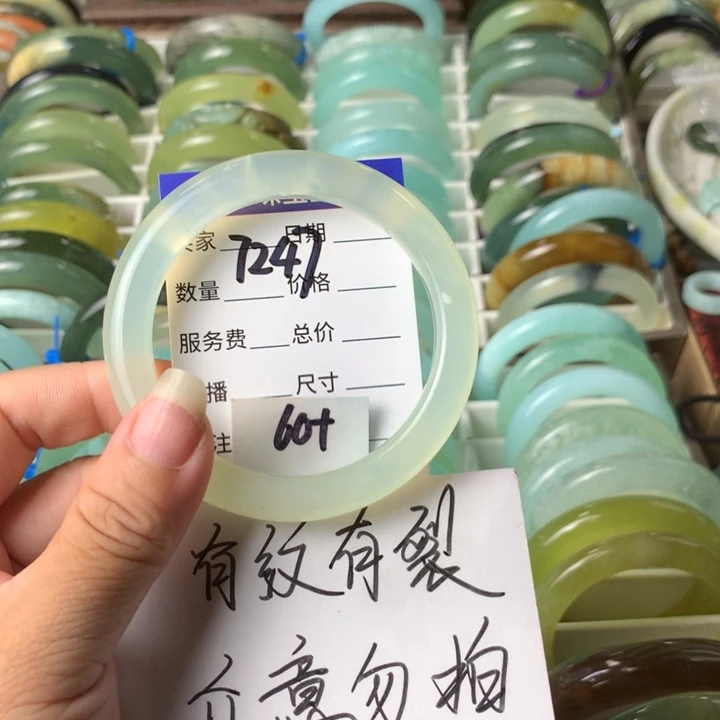 家 7247 日期
数量 价格
服务费 总价
播 尺寸
注 60+
有纹有裂
介意勿拍